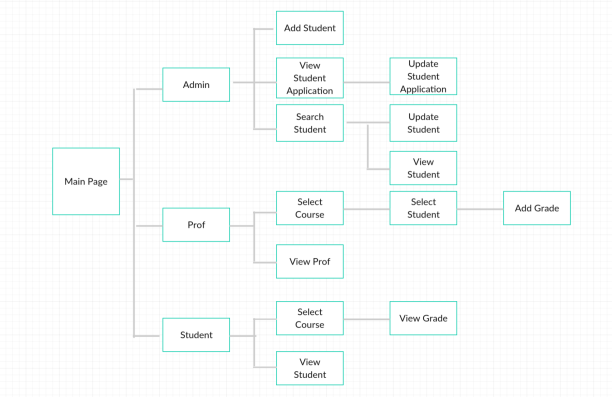 Add Student
View
Student
Application
Update
Student
Application
Admin
Search
Student
Update
Student
View
Student
Main Page
Select
Course
Select
Student
Add Grade
Prof
View Prof
Select
Course
View Grade
Student
View
Student